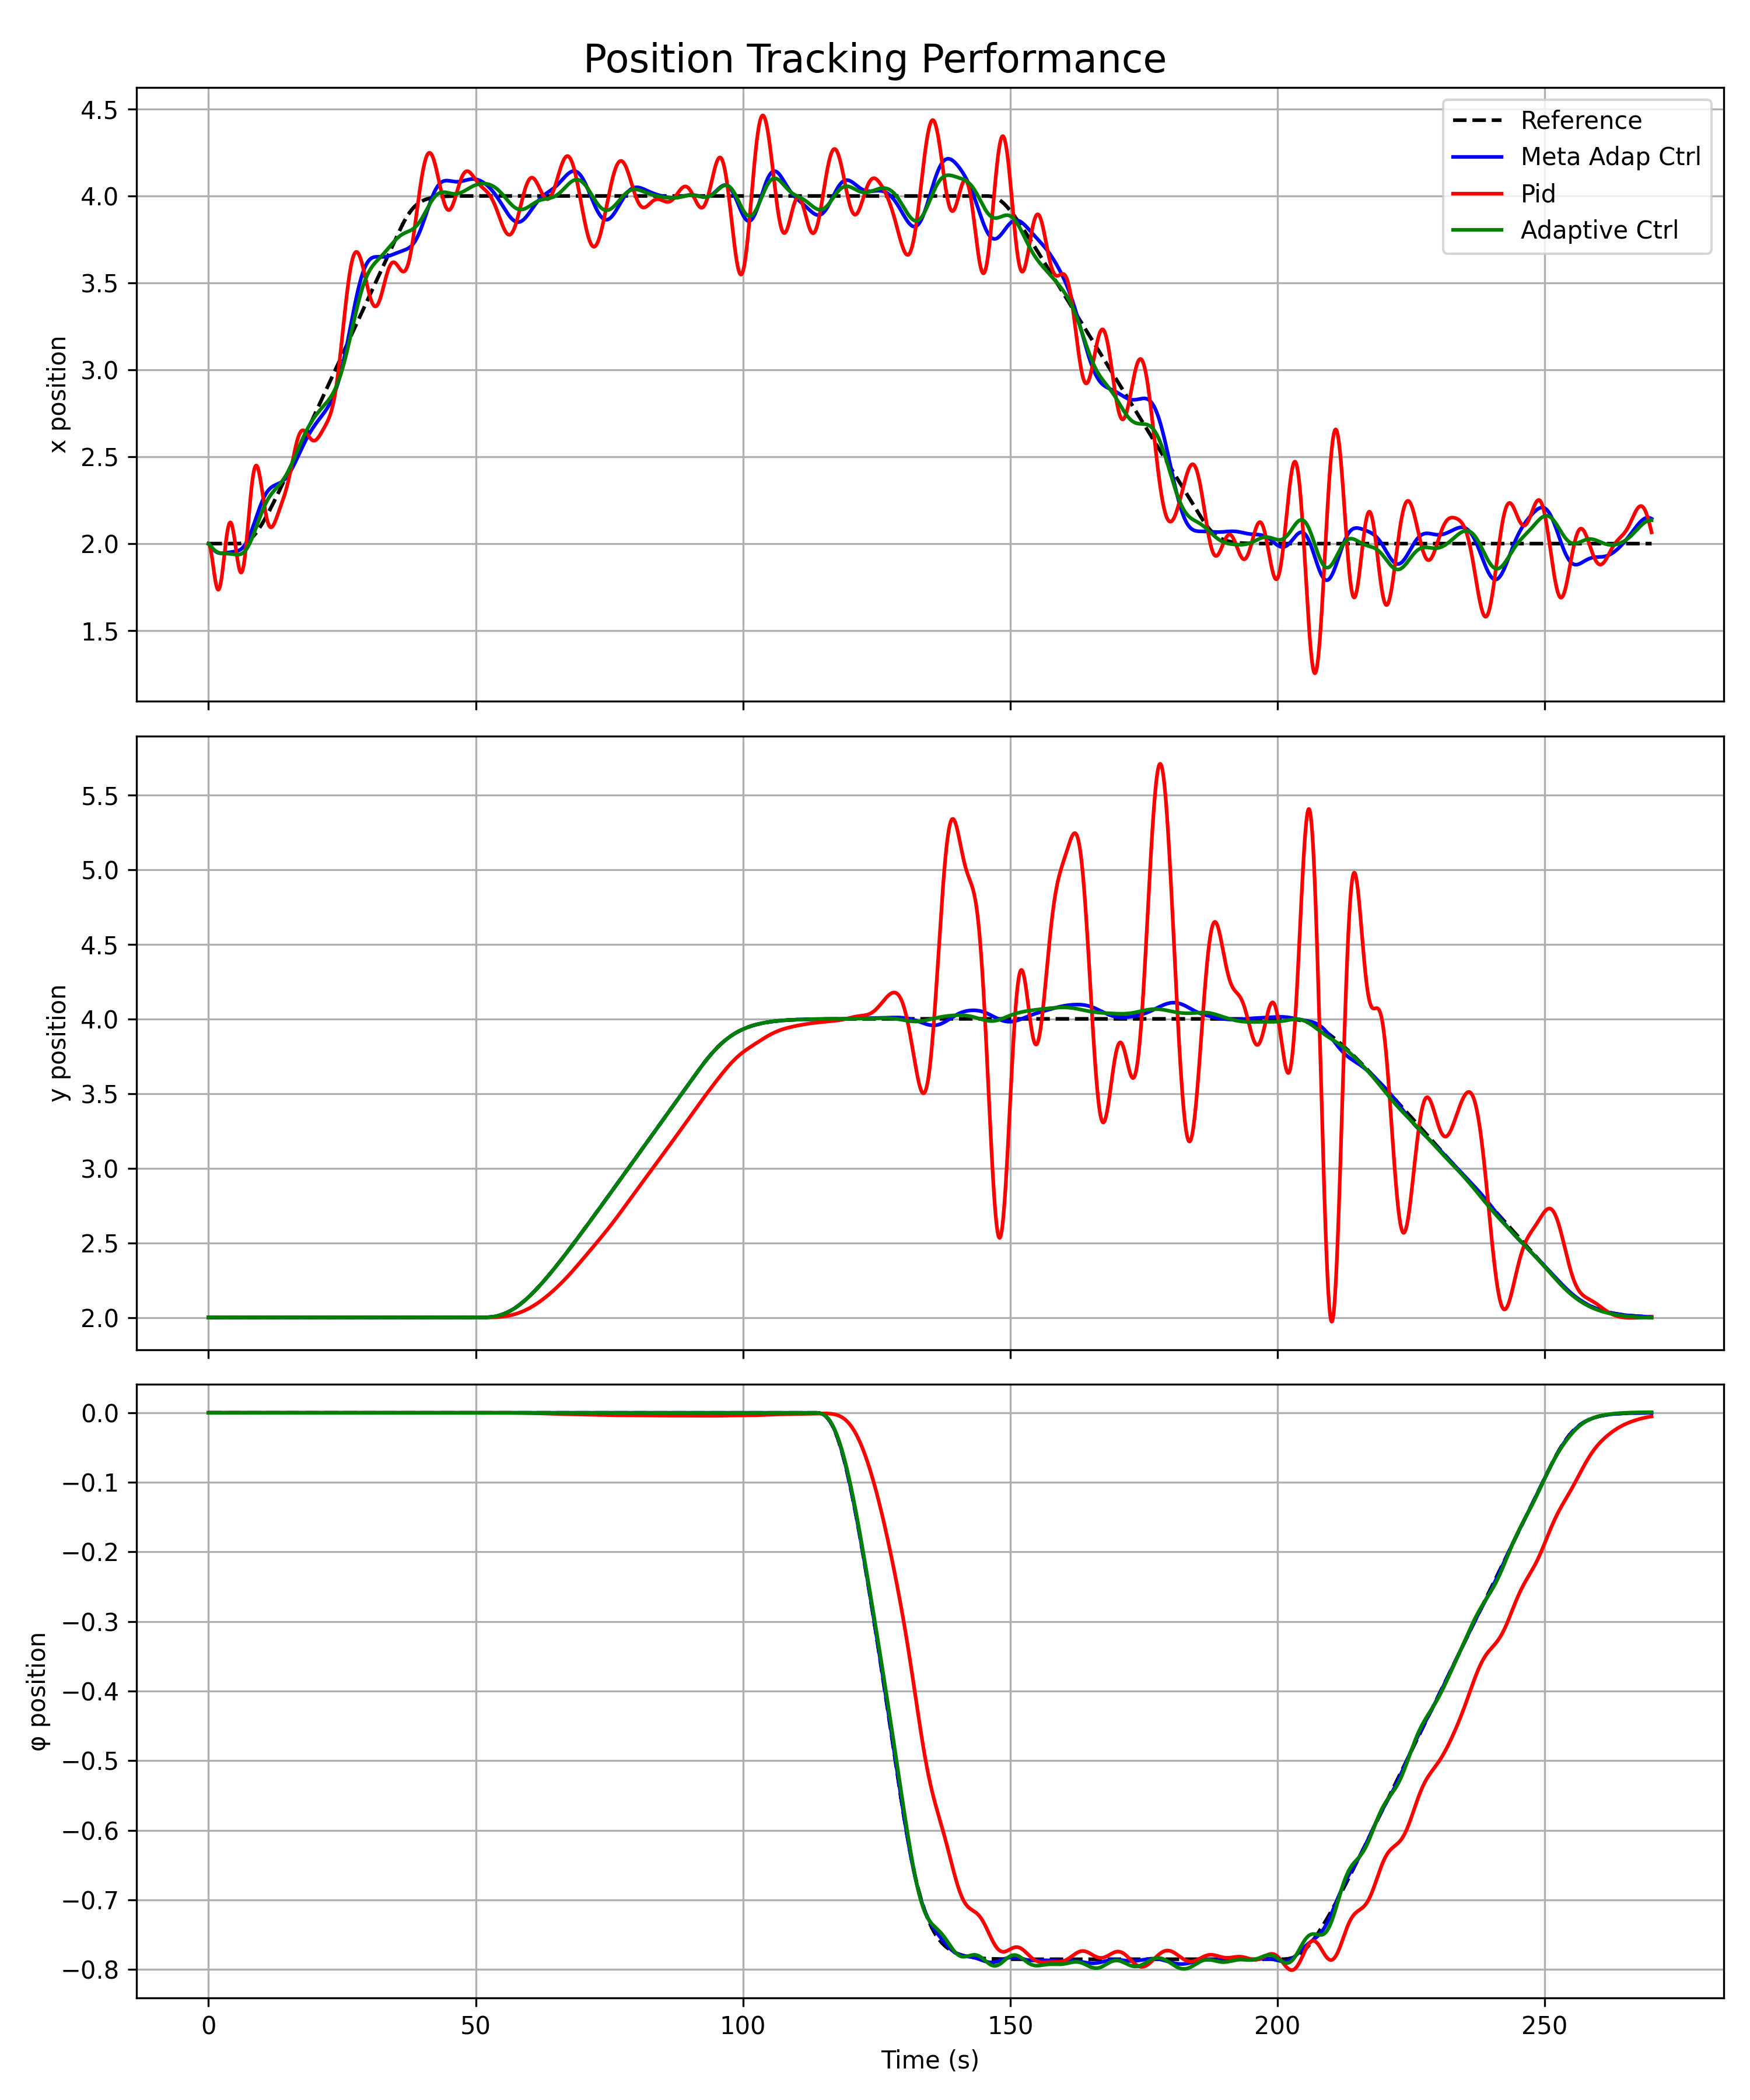 Position Tracking Performance
4.5
4.0
3.5
3.0
2.5
2.0
1.5
x position
Reference
Meta Adap Ctrl
Pid
Adaptive Ctrl
5.5
5.0
4.5
4.0
3.5
3.0
2.5
2.0
y position
0.0
−0.1
−0.2
−0.3
−0.4
−0.5
−0.6
−0.7
−0.8
φ position
0 50 100 150 200 250
Time (s)